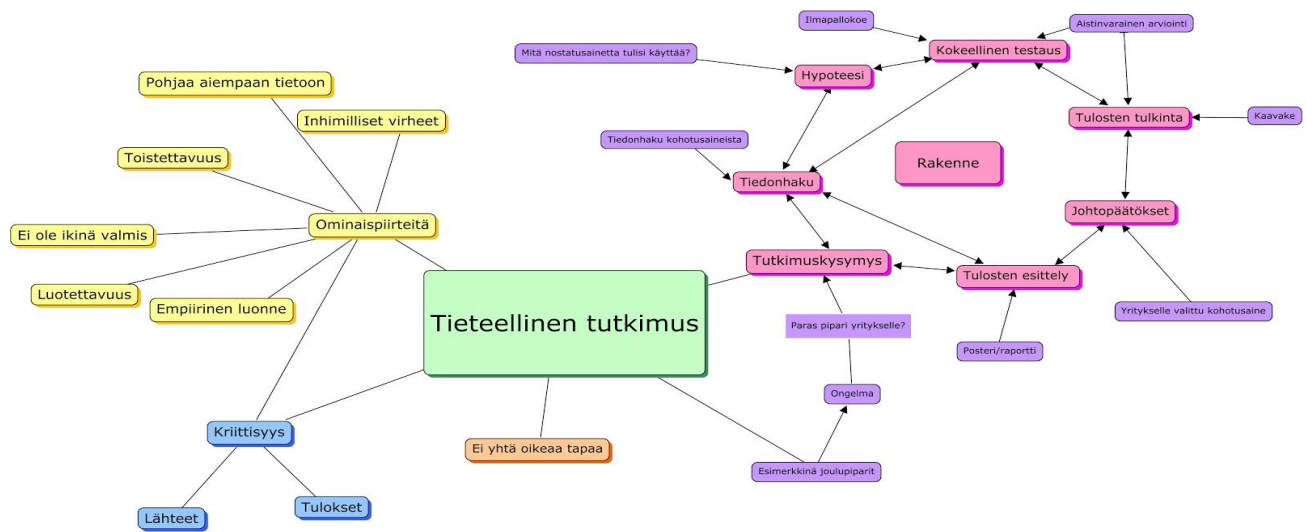 Ilmapallokoe
Aistinvarainen arviointi
Mitä nostatusainetta tulisi käyttää?
Kokeellinen testaus
Hypoteesi
Pohjaa aiempaan tietoon
Inhimilliset virheet
Tulosten tulkinta
Kaavake
Toistettavuus
Tiedonhaku kohotusaineista
Rakenne
Tiedonhaku
Johtopäätökset
Ominaispiirteitä
Ei ole ikinä valmis
Tutkimuskysymys
Tulosten esittely
Luotettavuus
Empiirinen luonne
Tieteellinen tutkimus
Paras pipari yritykselle?
Yritykselle valittu kohotusaine
Posteri/raportti
Ongelma
Kriittisyys
Ei yhtä oikeaa tapaa
Esimerkkinä joulupiparit
Tulokset
Lähteet